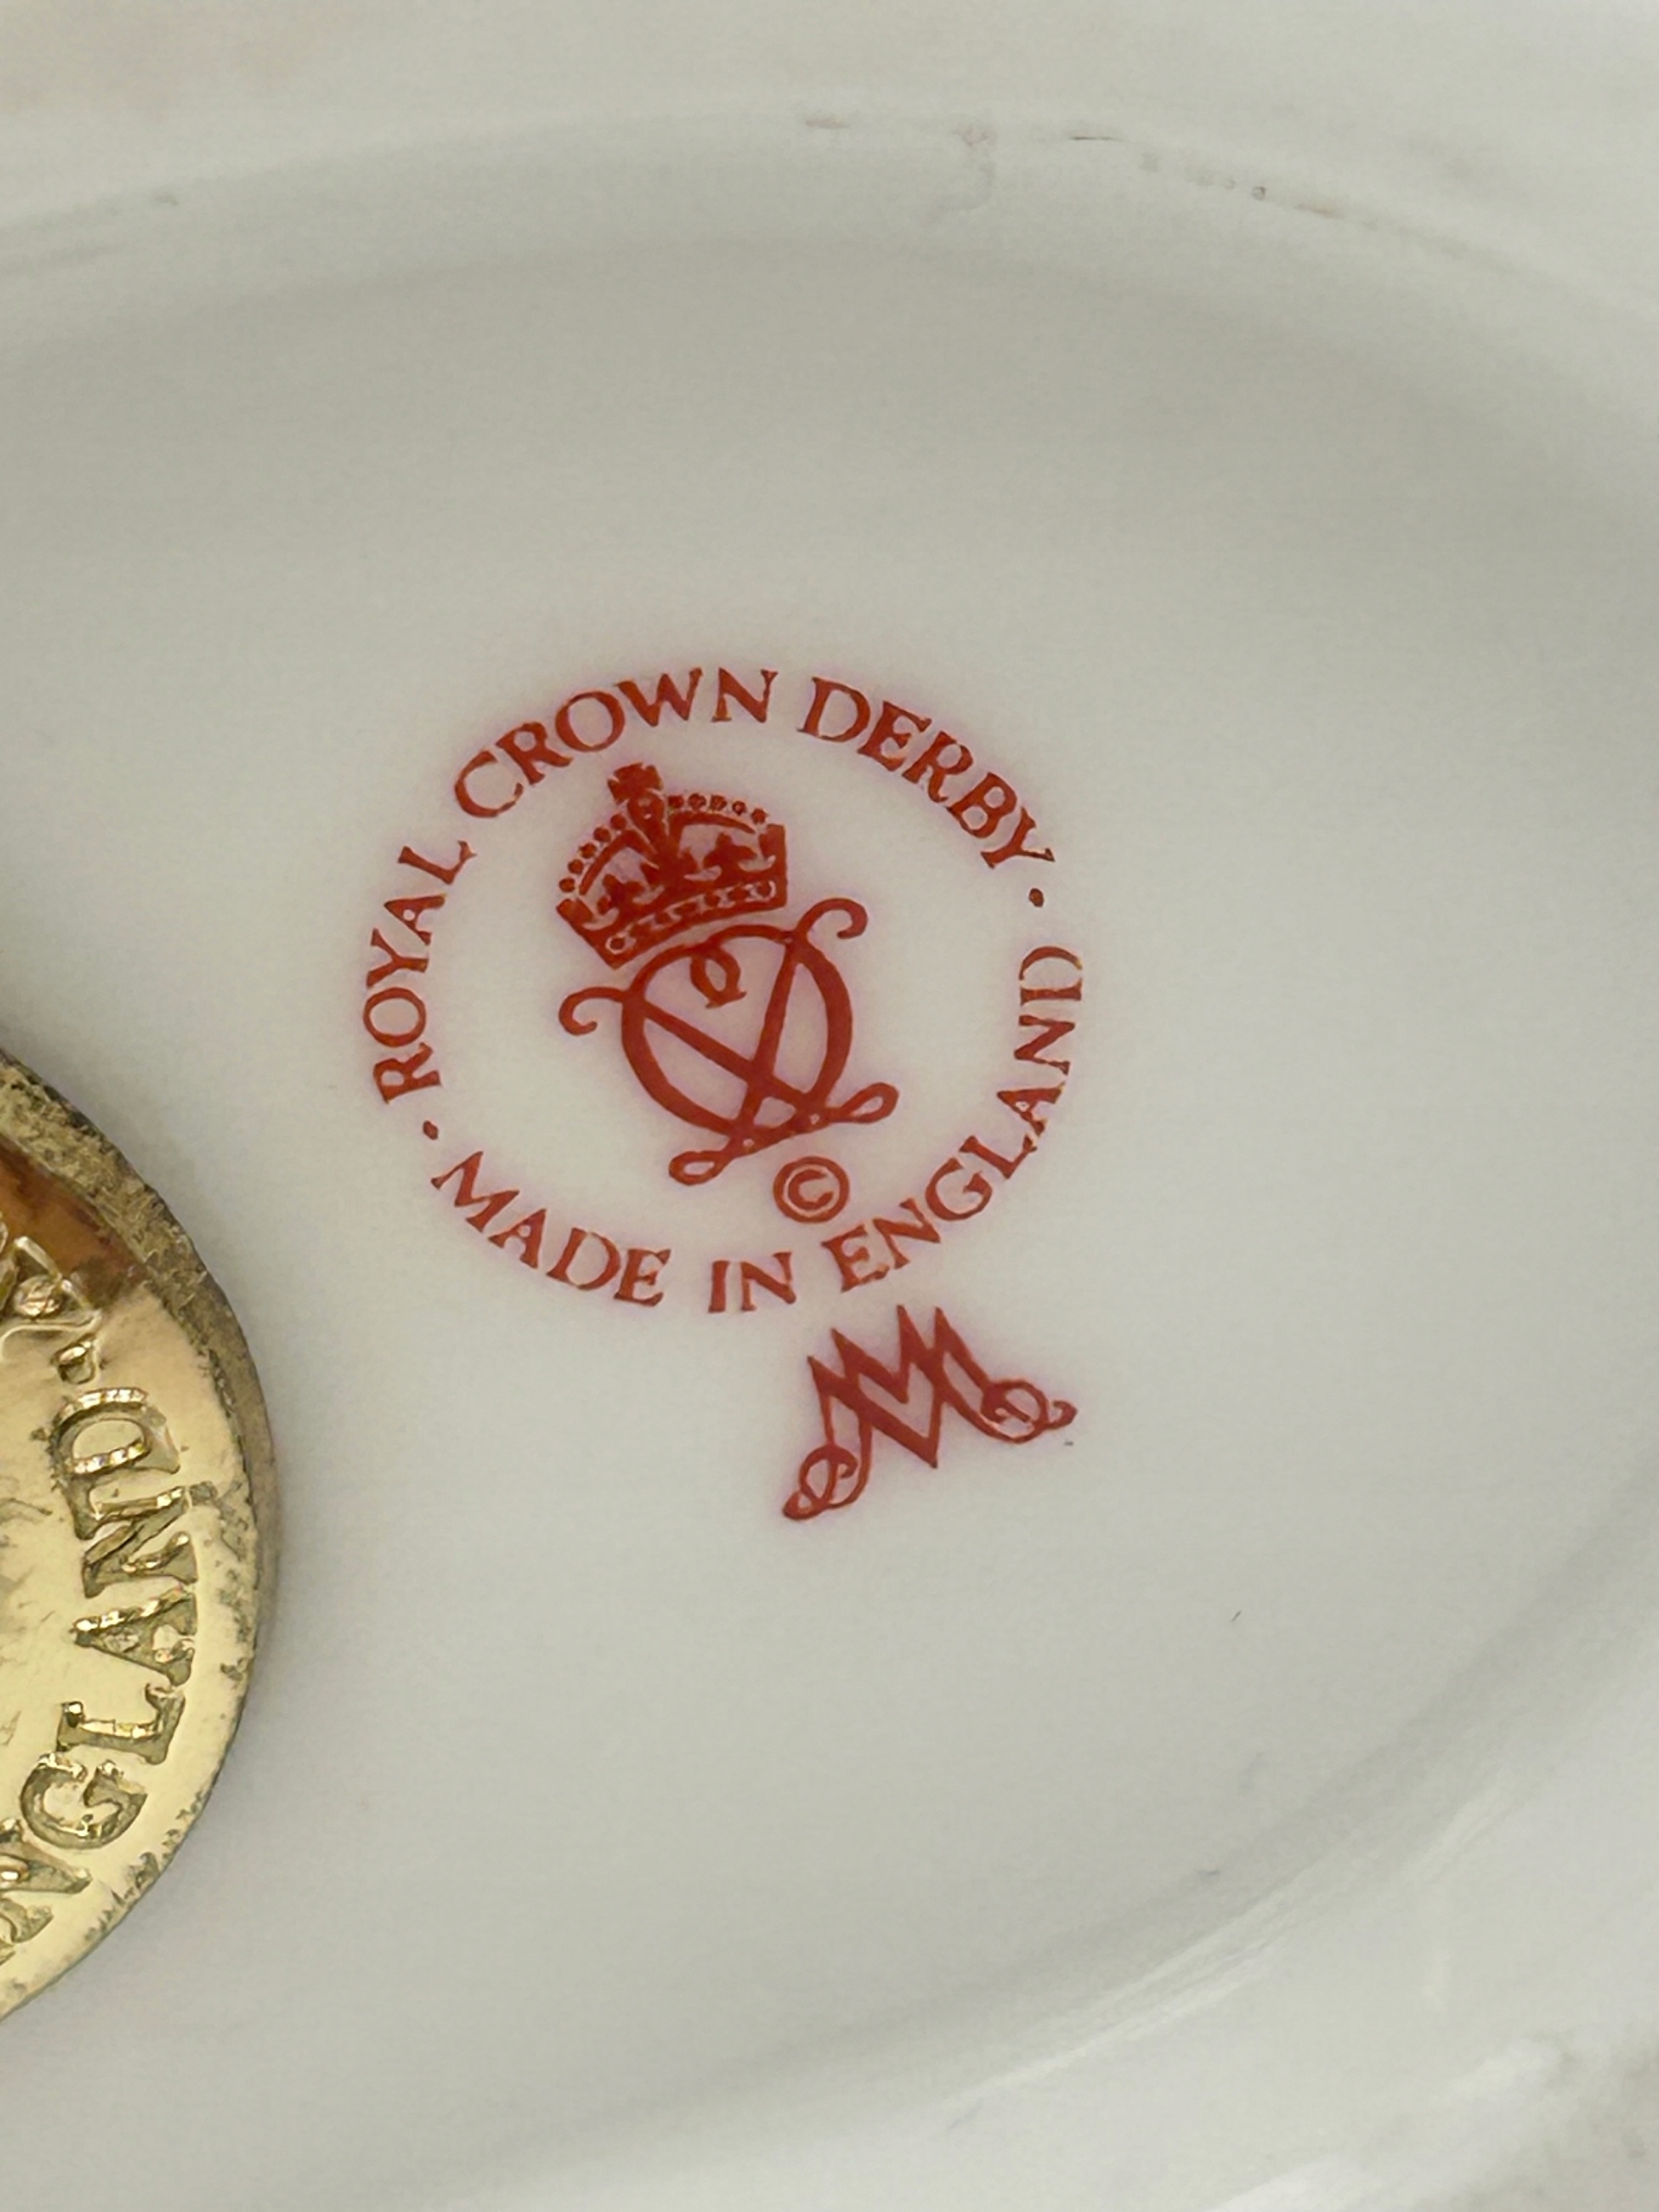 · ROYAL CROWN DERBY ·
MADE IN ENGLAND
©
ENGLAND ·